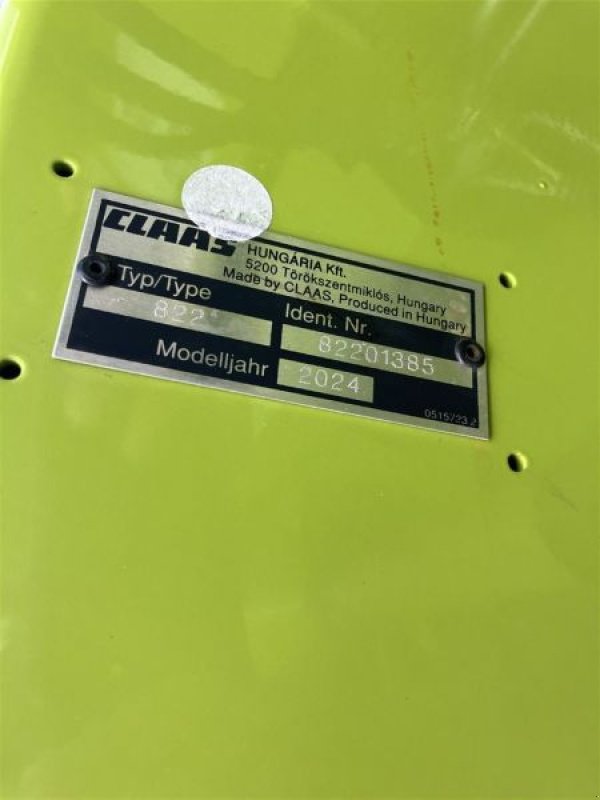 CLAAS
HUNGÁRIA Kft.
5200 Törökszentmiklós, Hungary
Made by CLAAS, Produced in Hungary
Typ/Type
822
Ident. Nr.
82201385
Modelljahr
2024
0515723.2